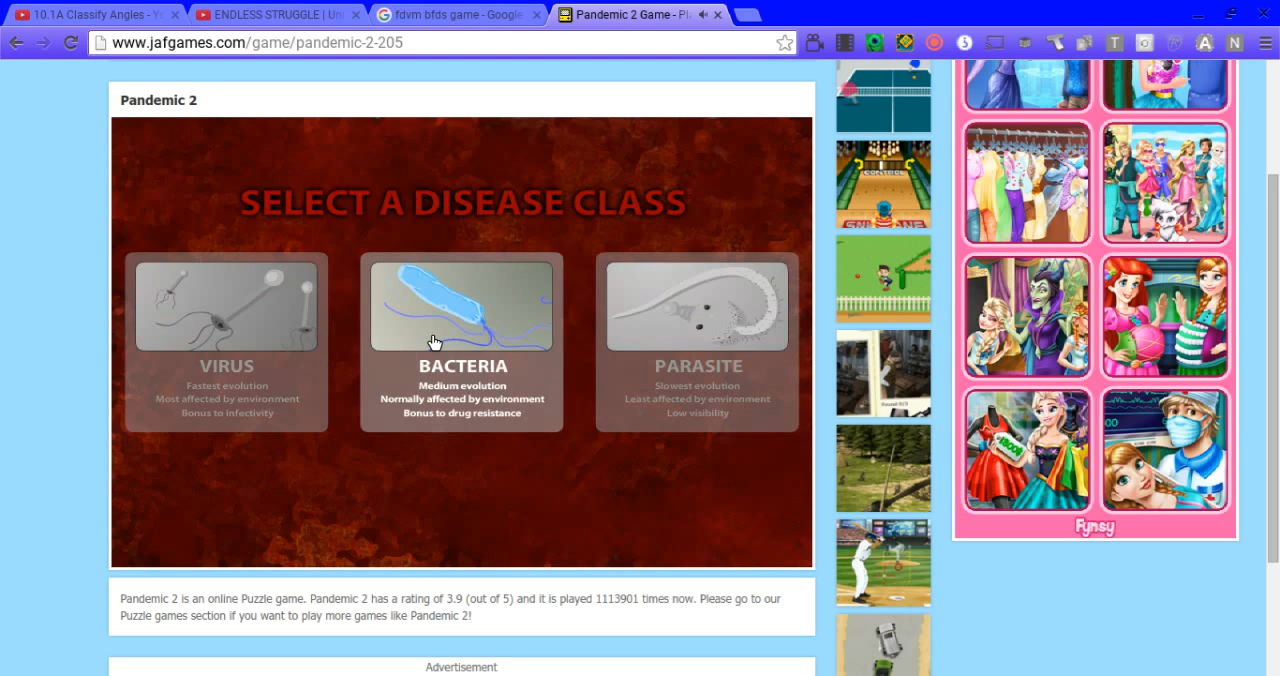 10.1A Classify Angles - Y
ENDLESS STRUGGLE | Un
fdvm bfds game - Google
Pandemic 2 Game - Pl
www.jafgames.com/game/pandemic-2-205
T
A
N
Pandemic 2
SELECT A DISEASE CLASS
VIRUS
Fastest evolution
Most affected by environment
Bonus to infectivity
BACTERIA
Medium evolution
Normally affected by environment
Bonus to drug resistance
PARASITE
Slowest evolution
Least affected by environment
Low visibility
Pandemic 2 is an online Puzzle game. Pandemic 2 has a rating of 3.9 (out of 5) and it is played 1113901 times now. Please go to our
Puzzle games section if you want to play more games like Pandemic 2!
Advertisement
CONTROL
Fynsy